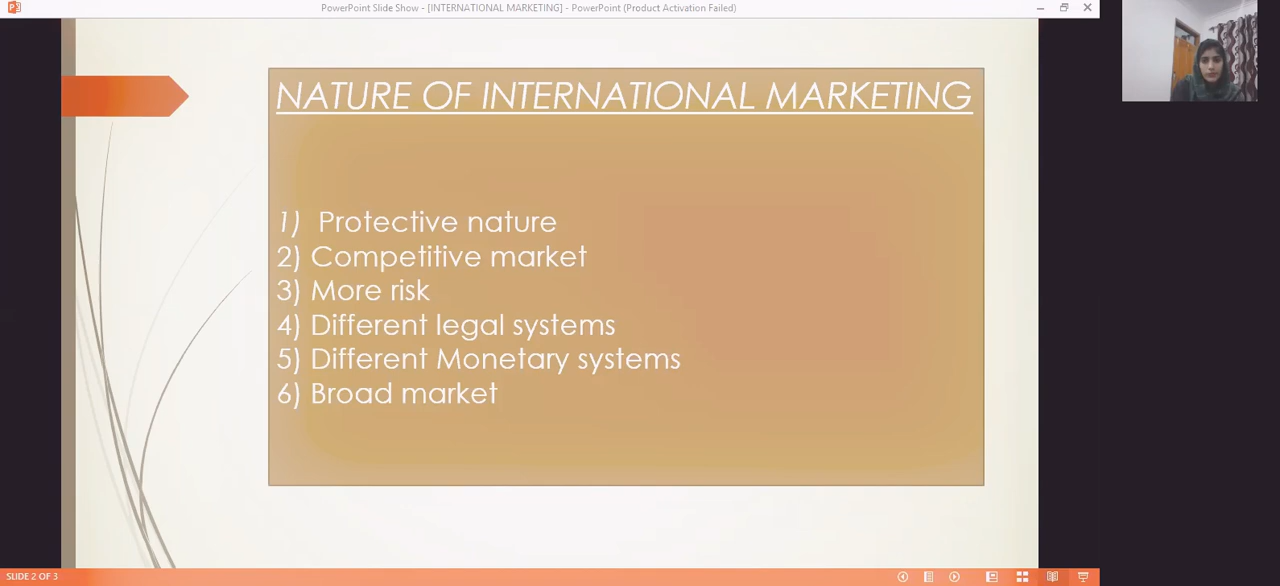 PowerPoint Slide Show - [INTERNATIONAL MARKETING] - PowerPoint (Product Activation Failed)
NATURE OF INTERNATIONAL MARKETING
1) Protective nature
2) Competitive market
3) More risk
4) Different legal systems
5) Different Monetary systems
6) Broad market
SLIDE 2 OF 3